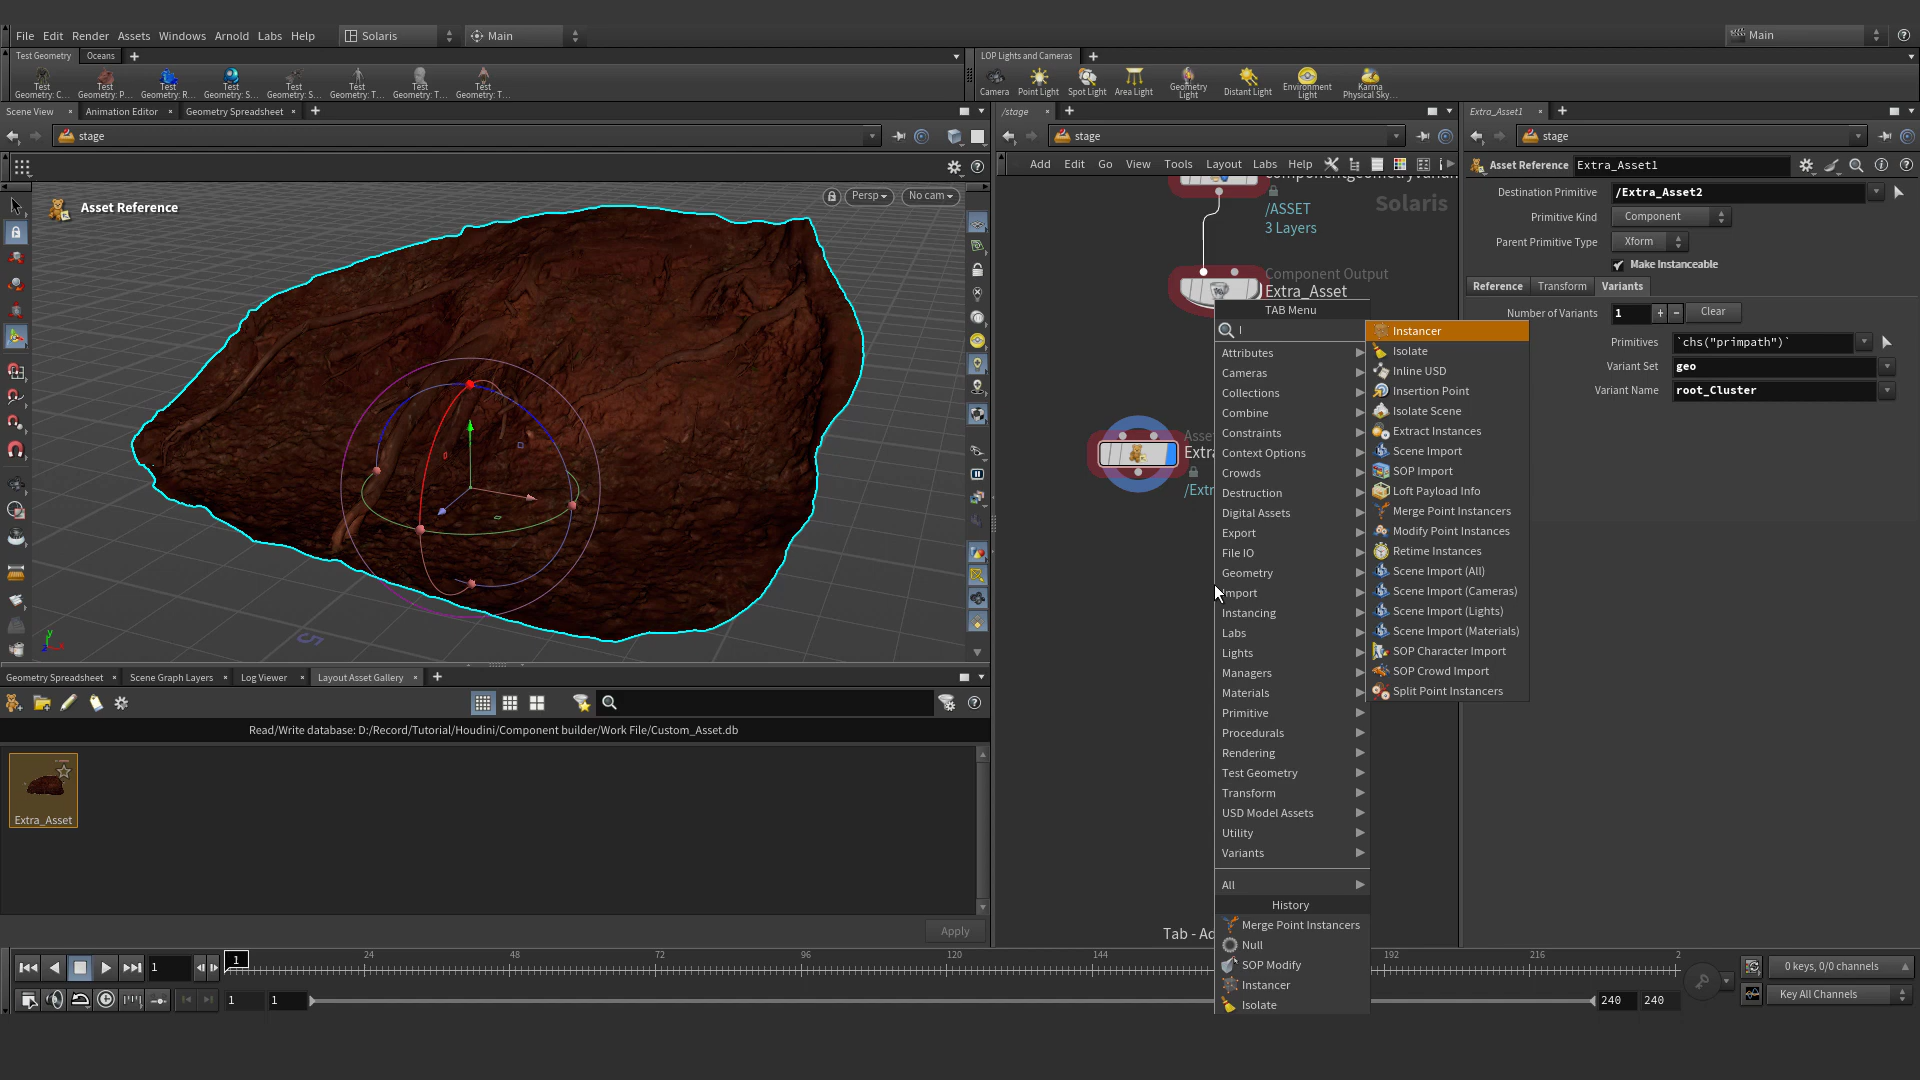 File Edit Render Assets Windows Arnold Labs Help Solaris Main Main
Test Geometry Oceans LOP Lights and Cameras
Test Geometry: C... Test Geometry: P... Test Geometry: R... Test Geometry: S... Test Geometry: S... Test Geometry: T... Test Geometry: T... Test Geometry: T... Camera Point Light Spot Light Area Light Geometry Light Distant Light Environment Light Karma Physical Sky...
Scene View Animation Editor Geometry Spreadsheet /stage Extra_Asset1
stage stage stage
Add Edit Go View Tools Layout Labs Help Asset Reference Extra_Asset1
Asset Reference Persp No cam
/ASSET
3 Layers
Solaris
Component Output
Extra_Asset
Destination Primitive /Extra_Asset2
Primitive Kind Component
Parent Primitive Type Xform
Make Instanceable
Reference Transform Variants
Number of Variants 1 + − Clear
Primitives `chs("primpath")`
Variant Set geo
Variant Name root_Cluster
TAB Menu
I
Attributes
Cameras
Collections
Combine
Constraints
Context Options
Crowds
Destruction
Digital Assets
Export
File IO
Geometry
Import
Instancing
Labs
Lights
Managers
Materials
Primitive
Procedurals
Rendering
Test Geometry
Transform
USD Model Assets
Utility
Variants
All
History
Merge Point Instancers
Null
SOP Modify
Instancer
Isolate
Instancer
Isolate
Inline USD
Insertion Point
Isolate Scene
Extract Instances
Scene Import
SOP Import
Loft Payload Info
Merge Point Instancers
Modify Point Instances
Retime Instances
Scene Import (All)
Scene Import (Cameras)
Scene Import (Lights)
Scene Import (Materials)
SOP Character Import
SOP Crowd Import
Split Point Instancers
Geometry Spreadsheet Scene Graph Layers Log Viewer Layout Asset Gallery
Read/Write database: D:/Record/Tutorial/Houdini/Component builder/Work File/Custom_Asset.db
Extra_Asset
Apply
Tab - Ad
1 1 24 48 72 96 120 144 192 216 2
0 keys, 0/0 channels
1 1 240 240 Key All Channels